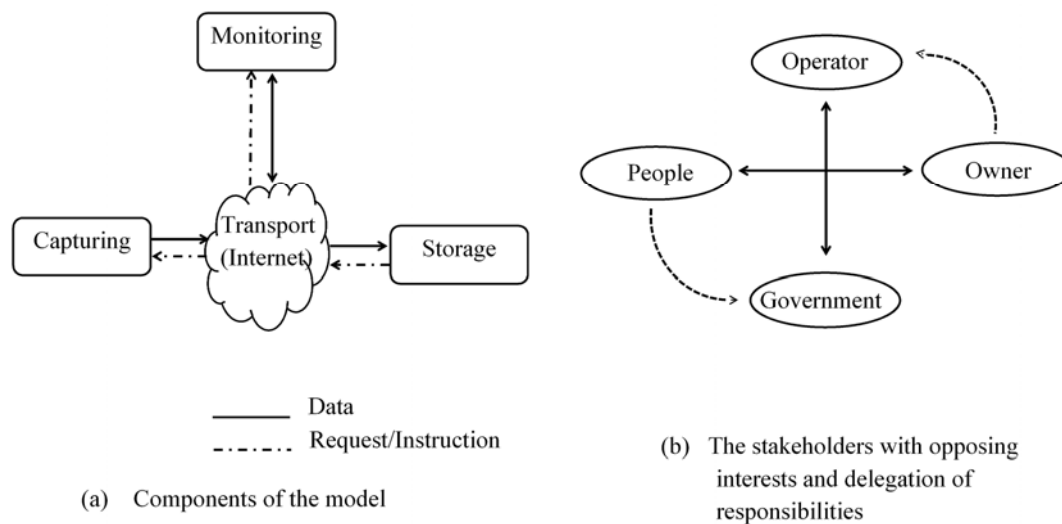 Monitoring
Capturing
Transport
(Internet)
Storage
Data
Request/Instruction
(a) Components of the model
Operator
People
Owner
Government
(b) The stakeholders with opposing
interests and delegation of
responsibilities